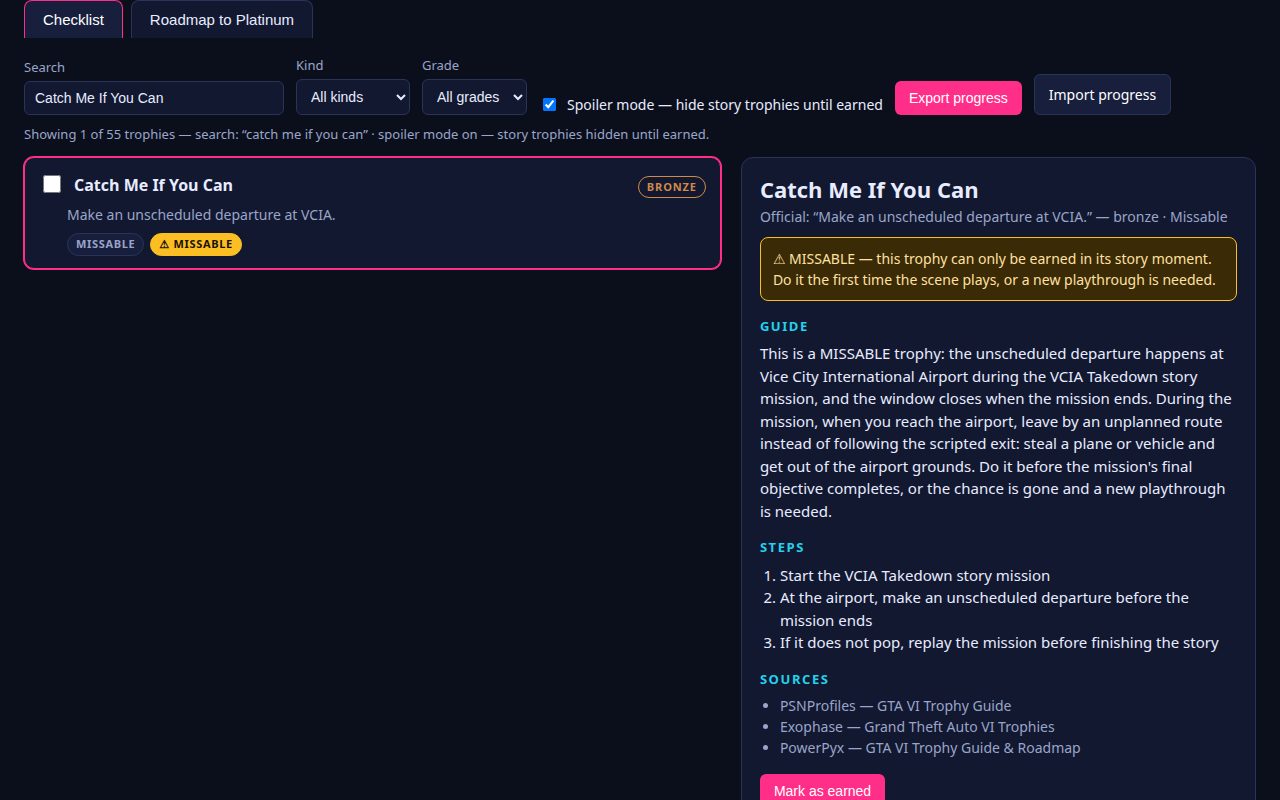 Checklist
Roadmap to Platinum
Search
Kind
Grade
Catch Me If You Can
All kinds
All grades
Spoiler mode — hide story trophies until earned
Export progress
Import progress
Showing 1 of 55 trophies — search: “catch me if you can” · spoiler mode on — story trophies hidden until earned.
Catch Me If You Can
BRONZE
Make an unscheduled departure at VCIA.
MISSABLE
⚠ MISSABLE
Catch Me If You Can
Official: “Make an unscheduled departure at VCIA.” — bronze · Missable
⚠ MISSABLE — this trophy can only be earned in its story moment.
Do it the first time the scene plays, or a new playthrough is needed.
GUIDE
This is a MISSABLE trophy: the unscheduled departure happens at
Vice City International Airport during the VCIA Takedown story
mission, and the window closes when the mission ends. During the
mission, when you reach the airport, leave by an unplanned route
instead of following the scripted exit: steal a plane or vehicle and
get out of the airport grounds. Do it before the mission's final
objective completes, or the chance is gone and a new playthrough
is needed.
STEPS
1. Start the VCIA Takedown story mission
2. At the airport, make an unscheduled departure before the
mission ends
3. If it does not pop, replay the mission before finishing the story
SOURCES
• PSNProfiles — GTA VI Trophy Guide
• Exophase — Grand Theft Auto VI Trophies
• PowerPyx — GTA VI Trophy Guide & Roadmap
Mark as earned